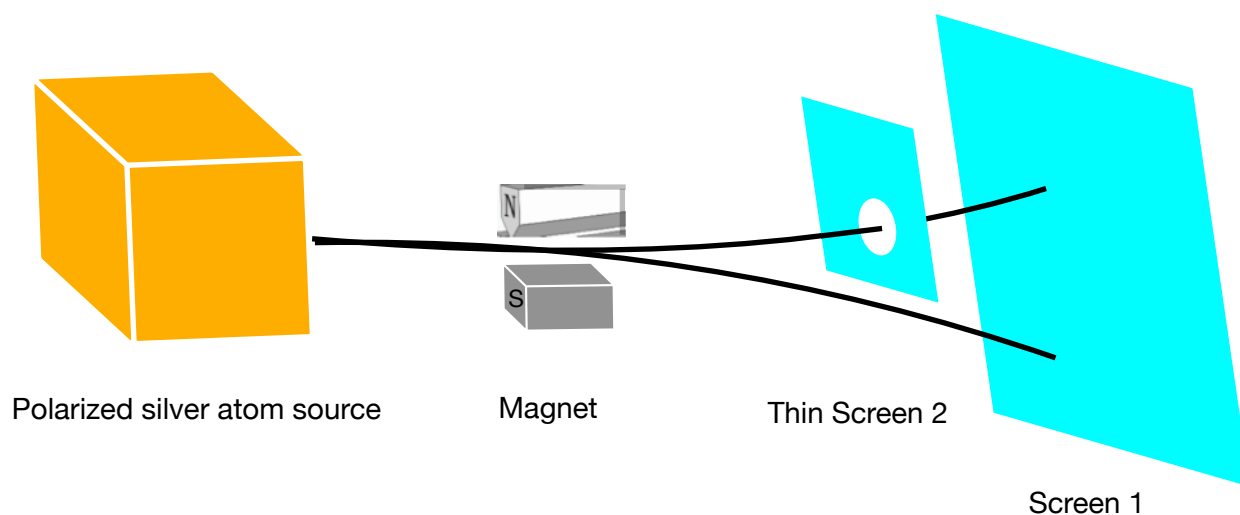 N
S
Polarized silver atom source
Magnet
Thin Screen 2
Screen 1